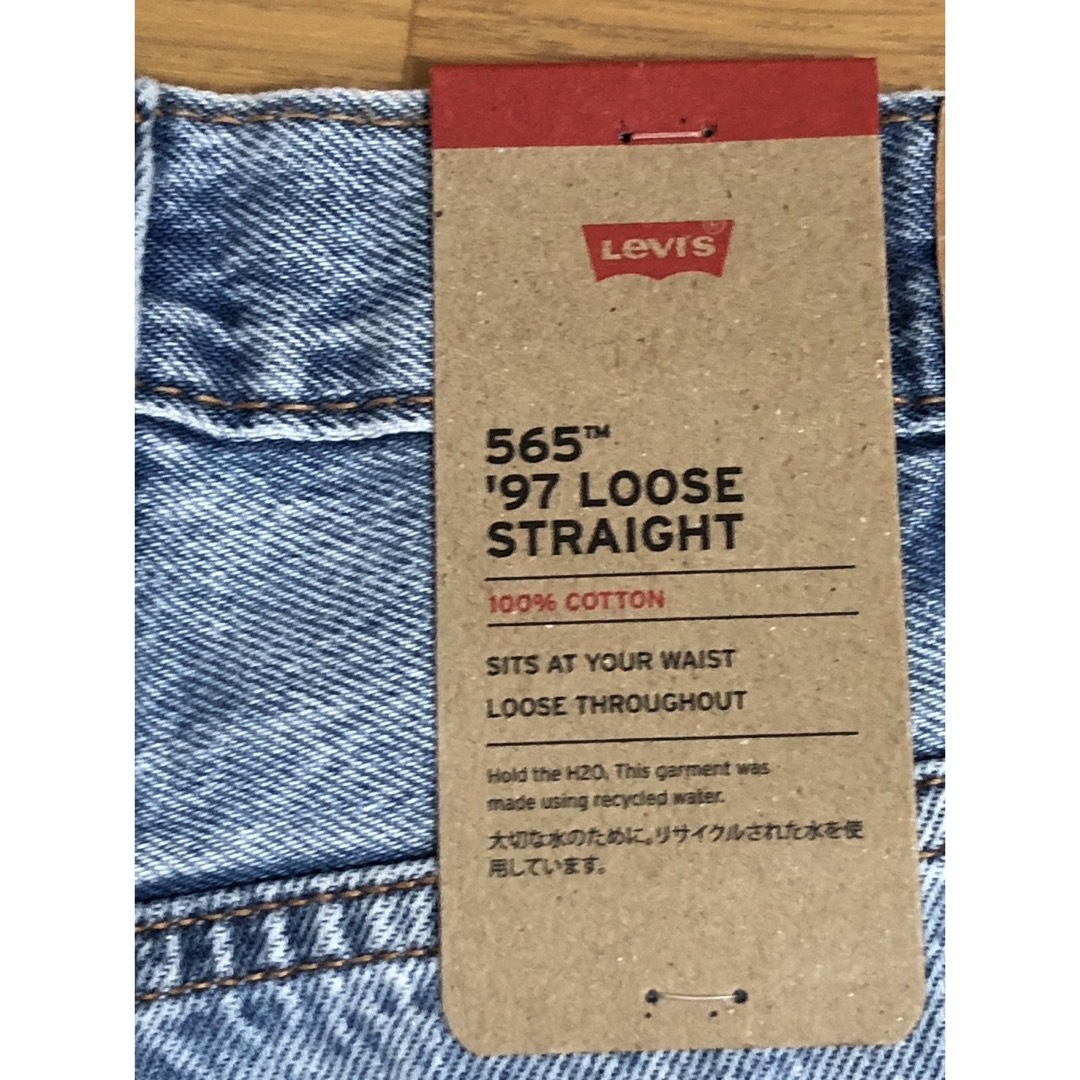 LEVI'S
565™
'97 LOOSE
STRAIGHT
100% COTTON
SITS AT YOUR WAIST
LOOSE THROUGHOUT
Hold the H2O. This garment was
made using recycled water.
大切な水のために。リサイクルされた水を使
用しています。